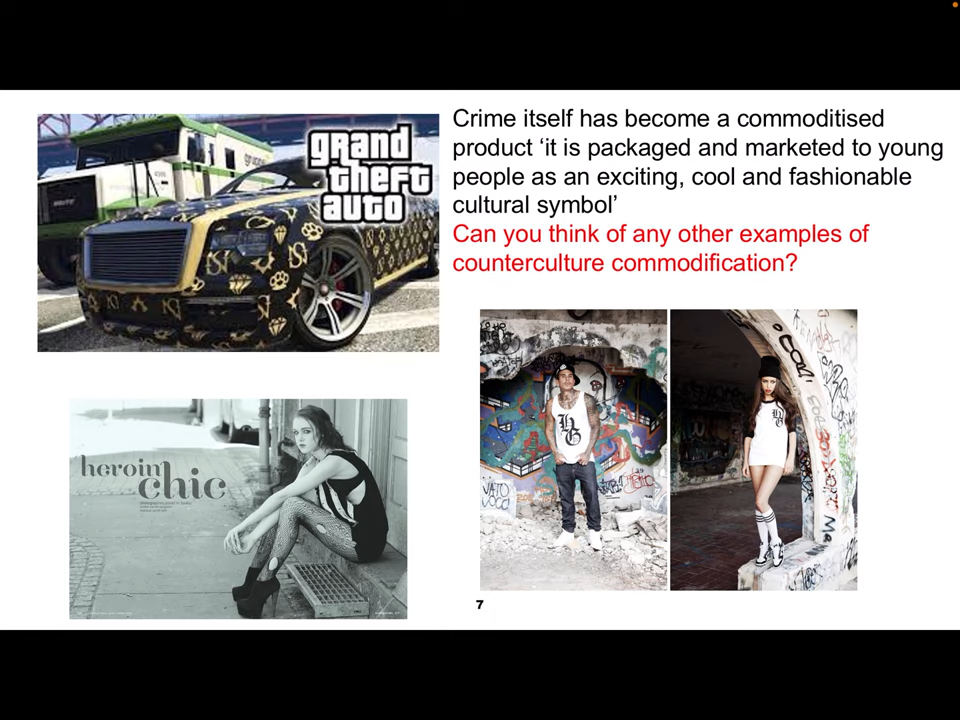 Crime itself has become a commoditised
product ‘it is packaged and marketed to young
people as an exciting, cool and fashionable
cultural symbol’
Can you think of any other examples of
counterculture commodification?
grand
theft
auto
heroin
chic
7